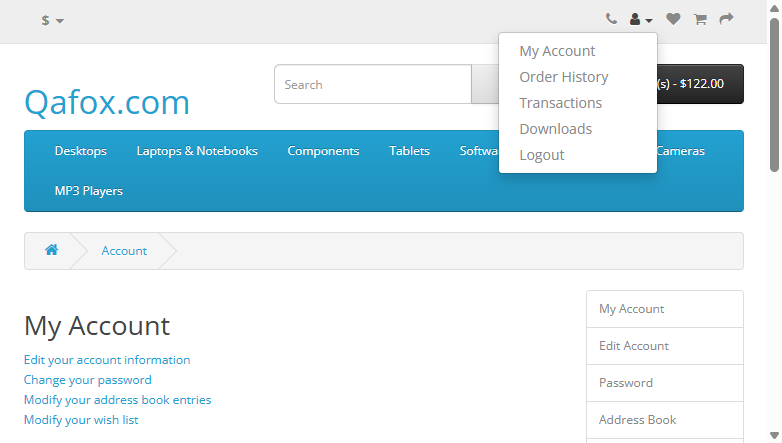 $
My Account
Order History
Transactions
Downloads
Logout
Qafox.com
Search
(s) - $122.00
Desktops
Laptops & Notebooks
Components
Tablets
Cameras
MP3 Players
Account
My Account
Edit your account information
Change your password
Modify your address book entries
Modify your wish list
My Account
Edit Account
Password
Address Book